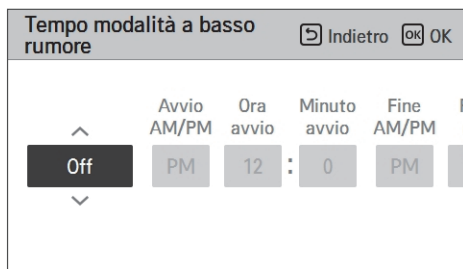 Tempo modalità a basso
rumore
Indietro OK OK
Avvio Ora Minuto Fine
AM/PM avvio avvio AM/PM
Off PM 12 : 0 PM